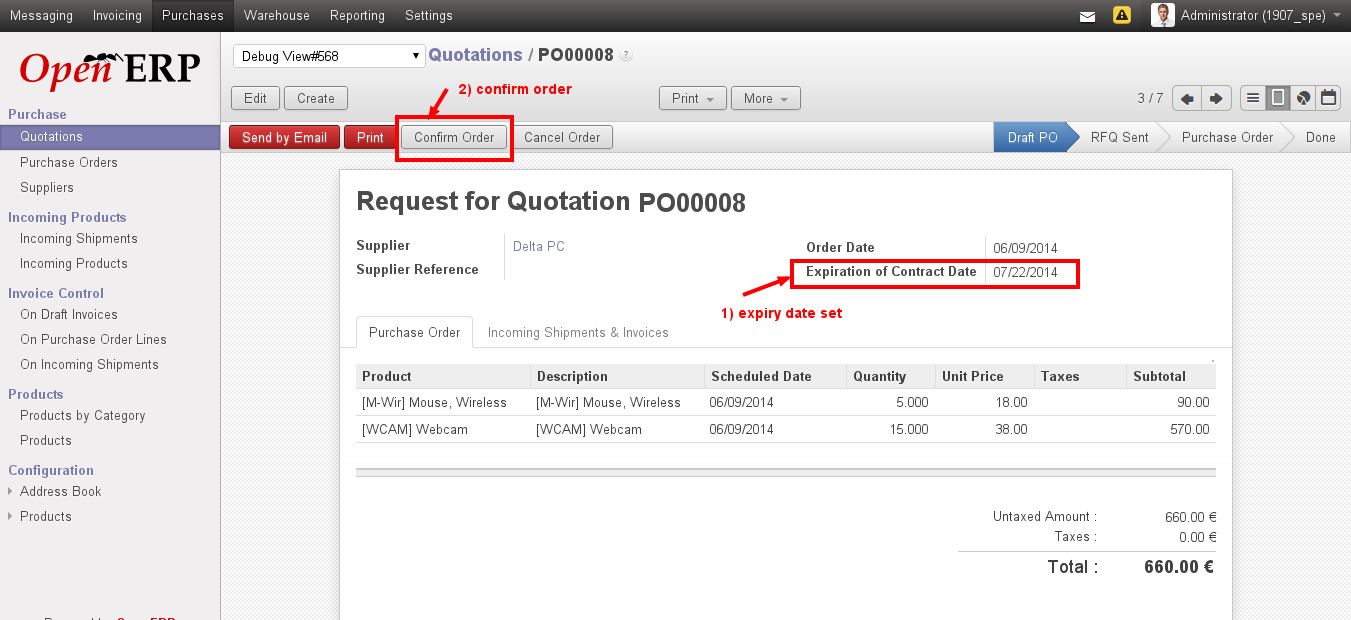 Messaging Invoicing Purchases Warehouse Reporting Settings Administrator (1907_spe)
Open ERP
Debug View#568 Quotations / PO00008 ?
2) confirm order
Edit Create Print More 3 / 7
Send by Email Print Confirm Order Cancel Order Draft PO RFQ Sent Purchase Order Done
Purchase
Quotations
Purchase Orders
Suppliers
Incoming Products
Incoming Shipments
Incoming Products
Invoice Control
On Draft Invoices
On Purchase Order Lines
On Incoming Shipments
Products
Products by Category
Products
Configuration
Address Book
Products
Request for Quotation PO00008
Supplier Delta PC Order Date 06/09/2014
Supplier Reference Expiration of Contract Date 07/22/2014
1) expiry date set
Purchase Order Incoming Shipments & Invoices
Product Description Scheduled Date Quantity Unit Price Taxes Subtotal
[M-Wir] Mouse, Wireless [M-Wir] Mouse, Wireless 06/09/2014 5.000 18.00 90.00
[WCAM] Webcam [WCAM] Webcam 06/09/2014 15.000 38.00 570.00
Untaxed Amount : 660.00 €
Taxes : 0.00 €
Total : 660.00 €